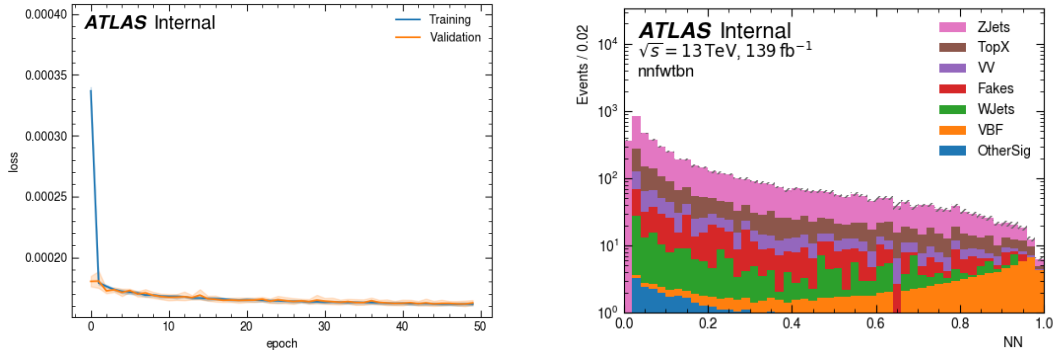 ATLAS Internal
Training
Validation
0.00040
0.00035
0.00030
0.00025
0.00020
loss
0
10
20
30
40
50
epoch
ATLAS Internal
√s = 13 TeV, 139 fb⁻¹
nnfwtbn
ZJets
TopX
VV
Fakes
WJets
VBF
OtherSig
Events / 0.02
10⁴
10³
10²
10¹
10⁰
0.0
0.2
0.4
0.6
0.8
1.0
NN